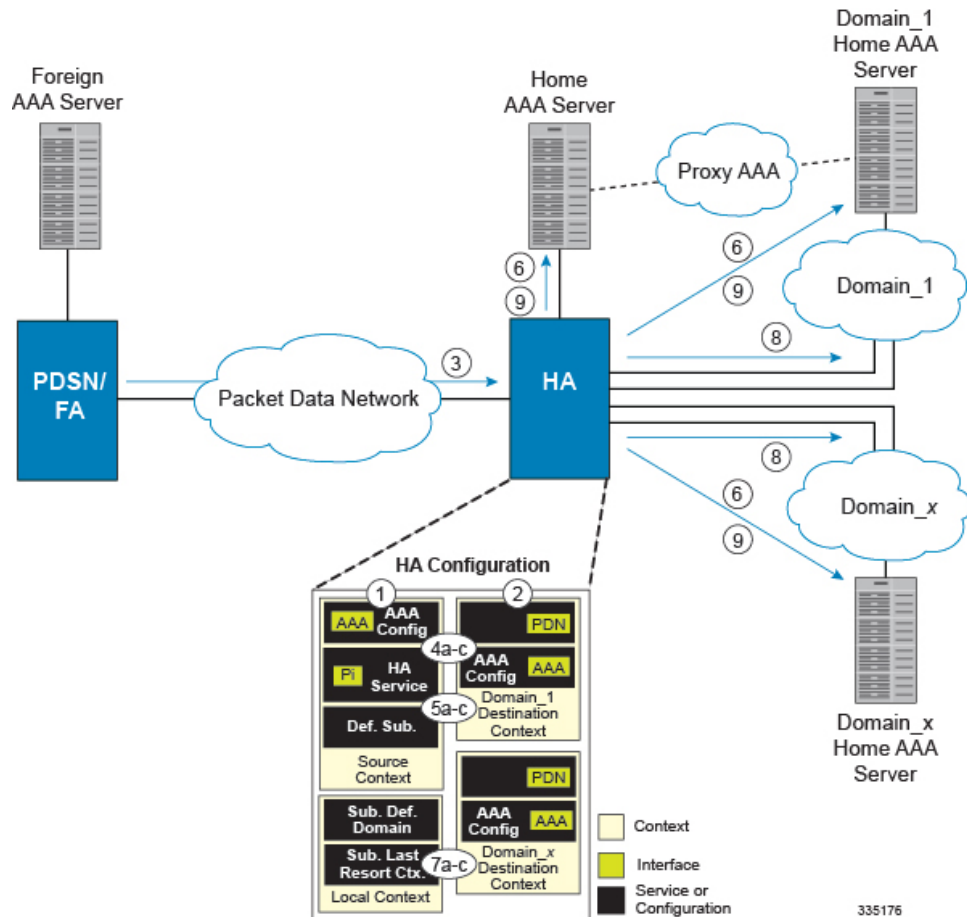 Foreign
AAA Server
Home
AAA Server
Domain_1
Home AAA
Server
Proxy AAA
6
9
6
9
Domain_1
PDSN/
FA
Packet Data Network
3
HA
8
8
6
9
Domain_x
Domain_x
Home AAA
Server
HA Configuration
1
AAA
AAA
Config
Pi
HA
Service
Def. Sub.
Source
Context
2
PDN
AAA
Config
AAA
Domain_1
Destination
Context
4a-c
5a-c
Sub. Def.
Domain
Sub. Last
Resort Ctx.
Local Context
7a-c
PDN
AAA
Config
AAA
Domain_x
Destination
Context
Context
Interface
Service or
Configuration
335176